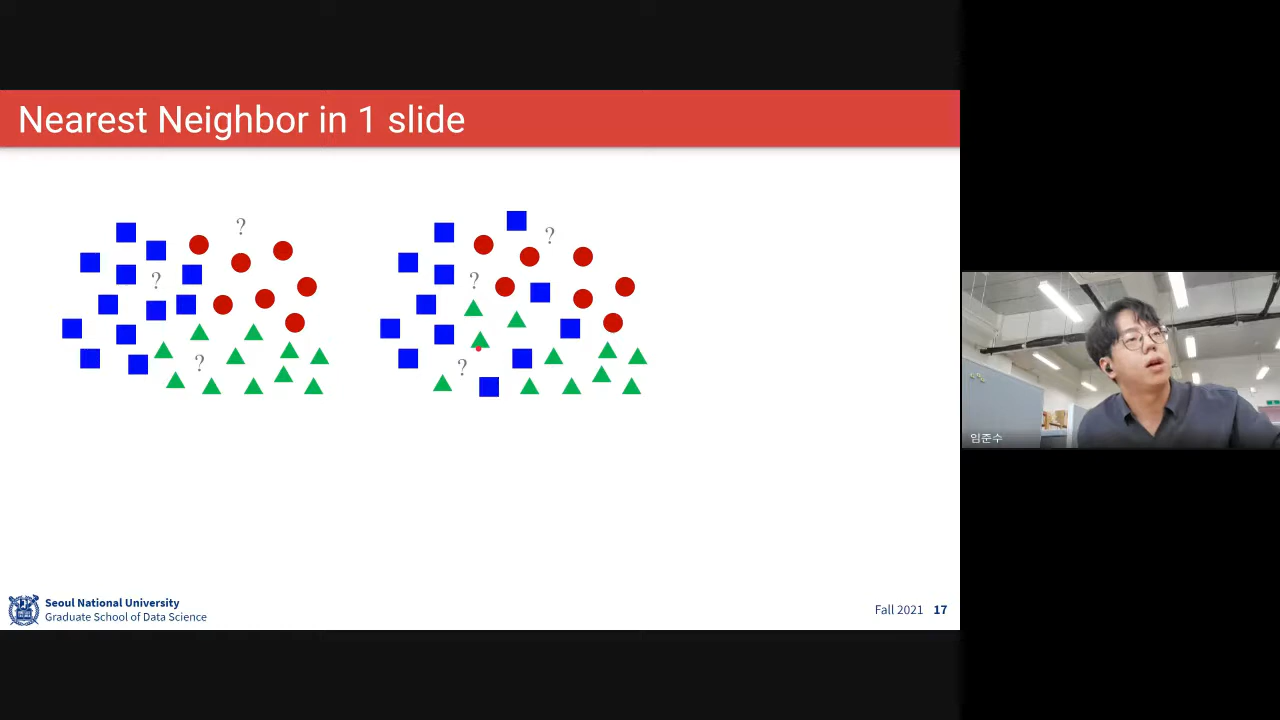 Nearest Neighbor in 1 slide
?
?
?
?
?
?
임준수
Seoul National University
Graduate School of Data Science
Fall 2021 17